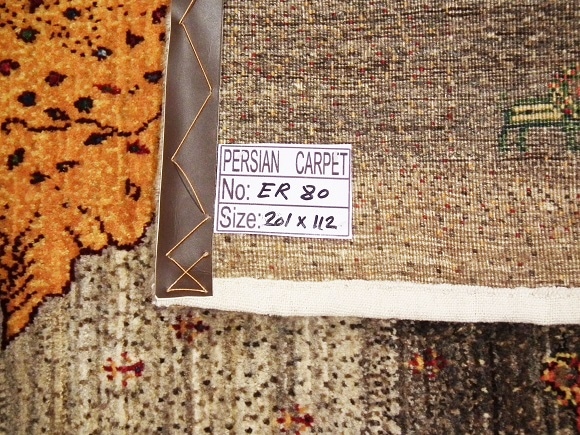 PERSIAN CARPET
No: ER 80
Size: 201 x 112